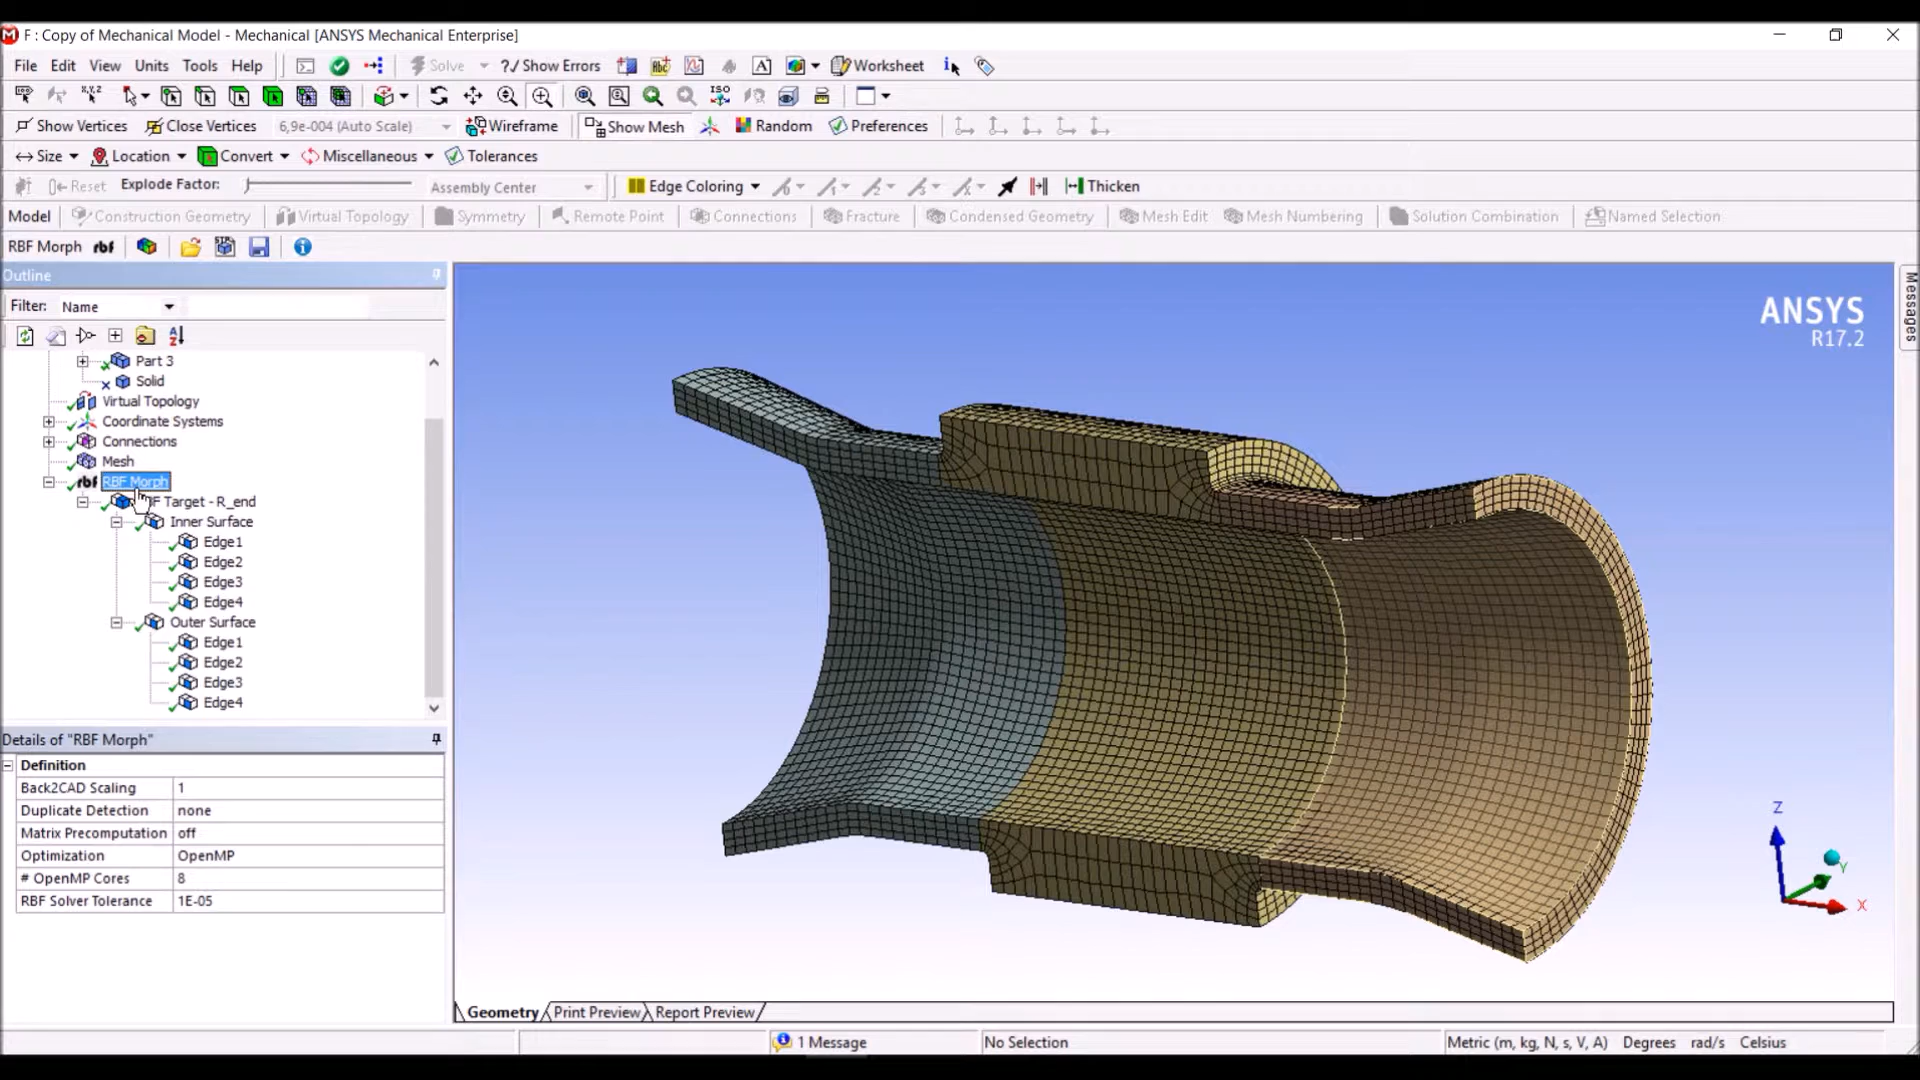 F : Copy of Mechanical Model - Mechanical [ANSYS Mechanical Enterprise]
File Edit View Units Tools Help Solve ?/ Show Errors Worksheet
Show Vertices Close Vertices 6,9e-004 (Auto Scale) Wireframe Show Mesh Random Preferences
Size Location Convert Miscellaneous Tolerances
Reset Explode Factor: Assembly Center Edge Coloring Thicken
Model Construction Geometry Virtual Topology Symmetry Remote Point Connections Fracture Condensed Geometry Mesh Edit Mesh Numbering Solution Combination Named Selection
RBF Morph rbf
Outline
Filter: Name
Part 3
Solid
Virtual Topology
Coordinate Systems
Connections
Mesh
rbf RBF Morph
F Target - R_end
Inner Surface
Edge1
Edge2
Edge3
Edge4
Outer Surface
Edge1
Edge2
Edge3
Edge4
Details of "RBF Morph"
Definition
Back2CAD Scaling 1
Duplicate Detection none
Matrix Precomputation off
Optimization OpenMP
# OpenMP Cores 8
RBF Solver Tolerance 1E-05
ANSYS
R17.2
Messages
Z
Y
X
Geometry Print Preview Report Preview
1 Message No Selection Metric (m, kg, N, s, V, A) Degrees rad/s Celsius